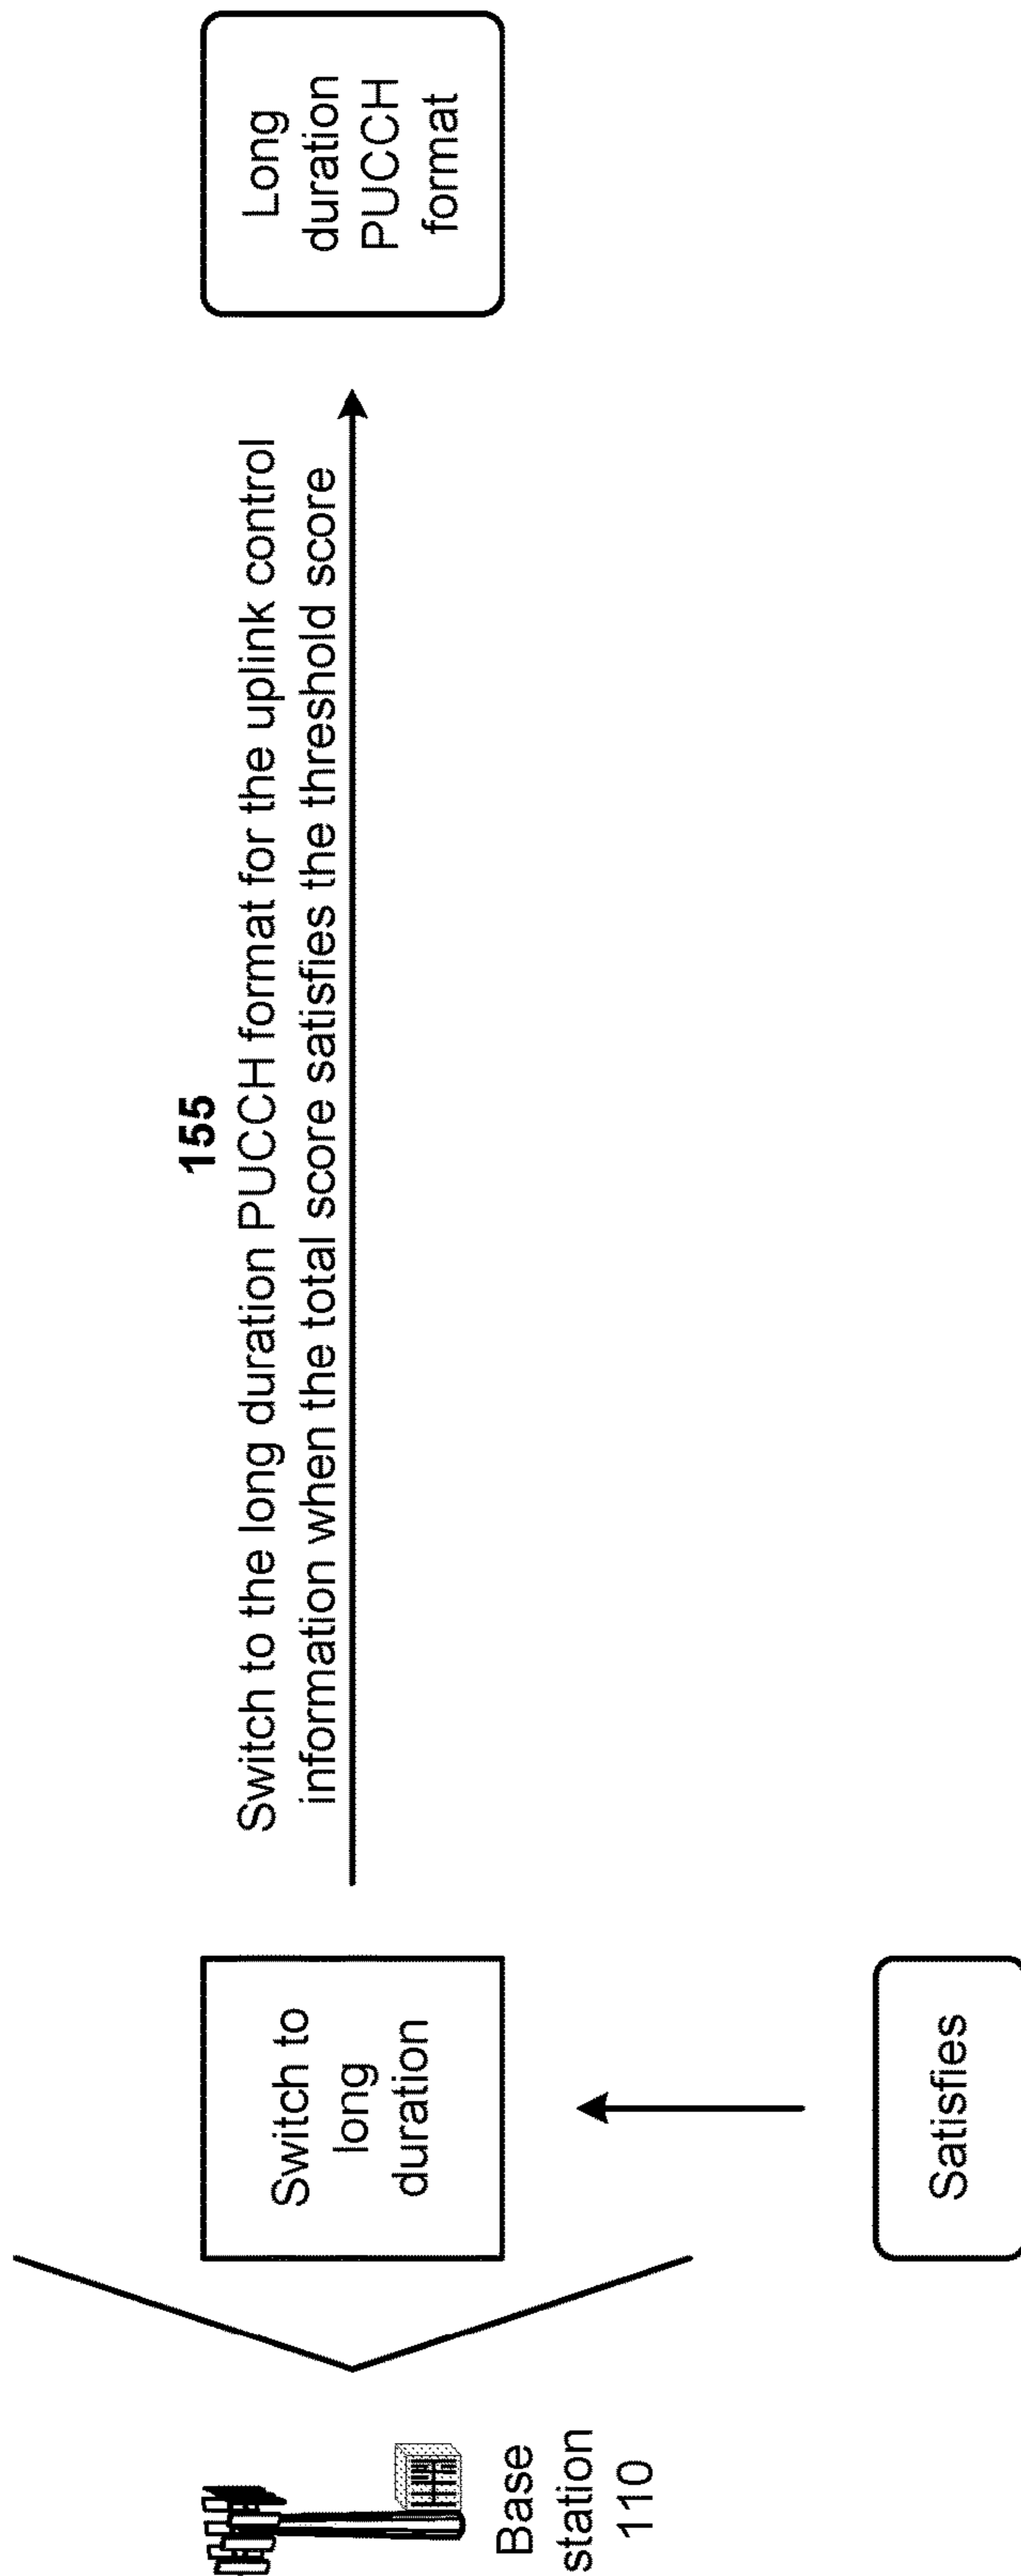 155
Switch to the long duration PUCCH format for the uplink control
information when the total score satisfies the threshold score
Base
station
110
Switch to
long
duration
Long
duration
PUCCH
format
Satisfies